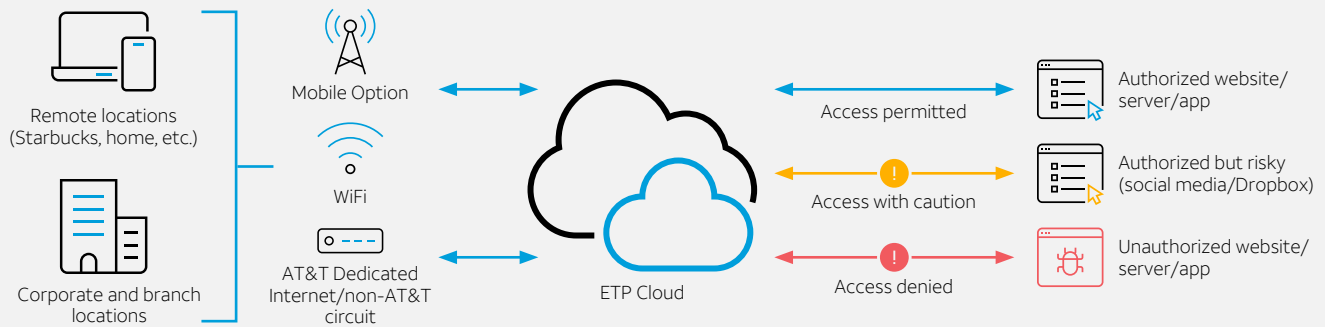 Remote locations
(Starbucks, home, etc.)
Corporate and branch
locations
Mobile Option
WiFi
AT&T Dedicated
Internet/non-AT&T
circuit
ETP Cloud
Access permitted
Access with caution
Access denied
Authorized website/
server/app
Authorized but risky
(social media/Dropbox)
Unauthorized website/
server/app